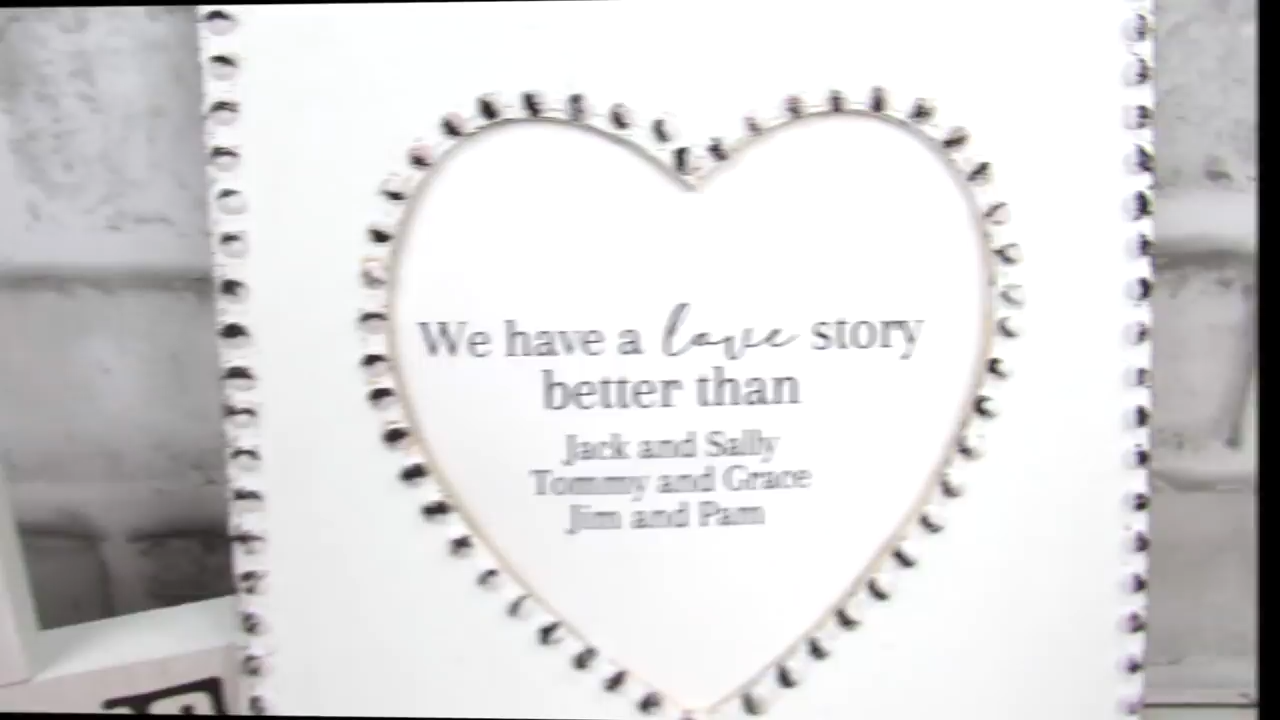 We have a love story
better than
Jack and Sally
Tommy and Grace
Jim and Pam